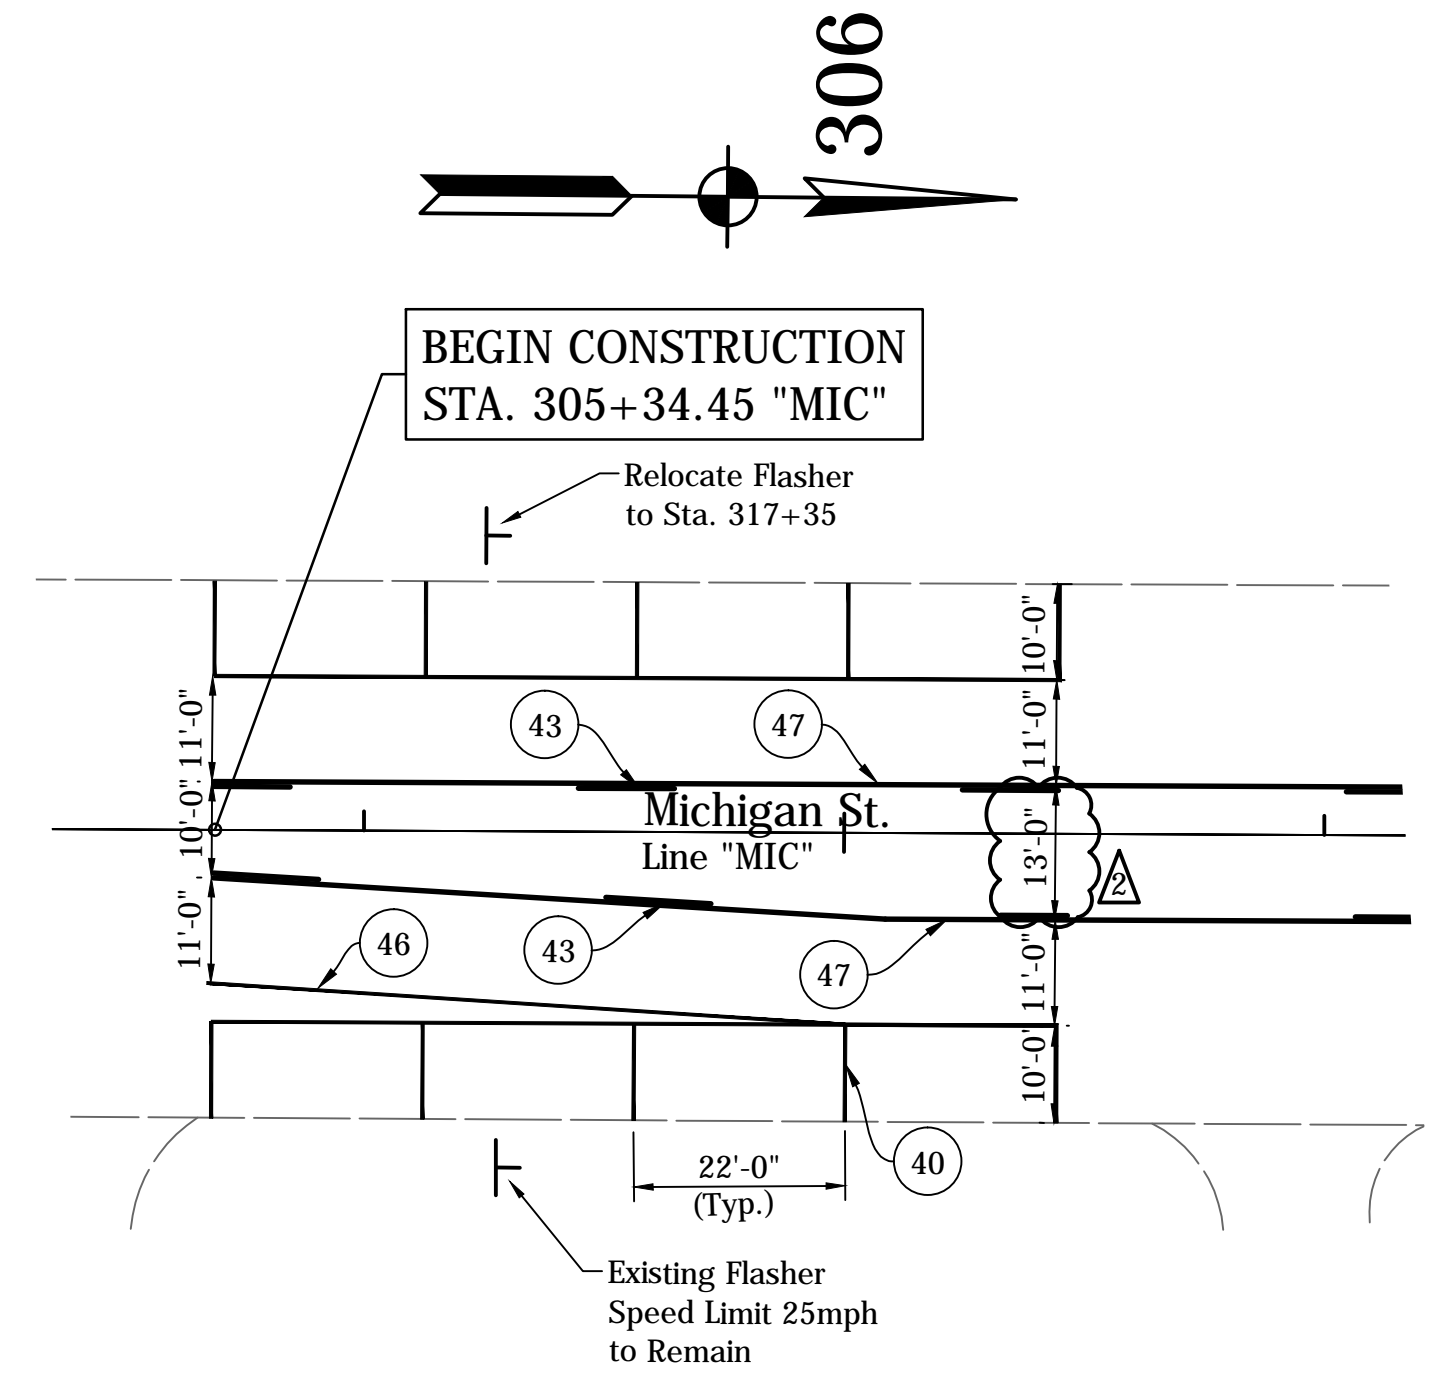 306
BEGIN CONSTRUCTION
STA. 305+34.45 "MIC"
Relocate Flasher
to Sta. 317+35
10'-0"
11'-0"
43
47
11'-0"
10'-0"
Michigan St.
Line "MIC"
13'-0"
2
11'-0"
46
43
47
11'-0"
10'-0"
22'-0"
(Typ.)
40
Existing Flasher
Speed Limit 25mph
to Remain